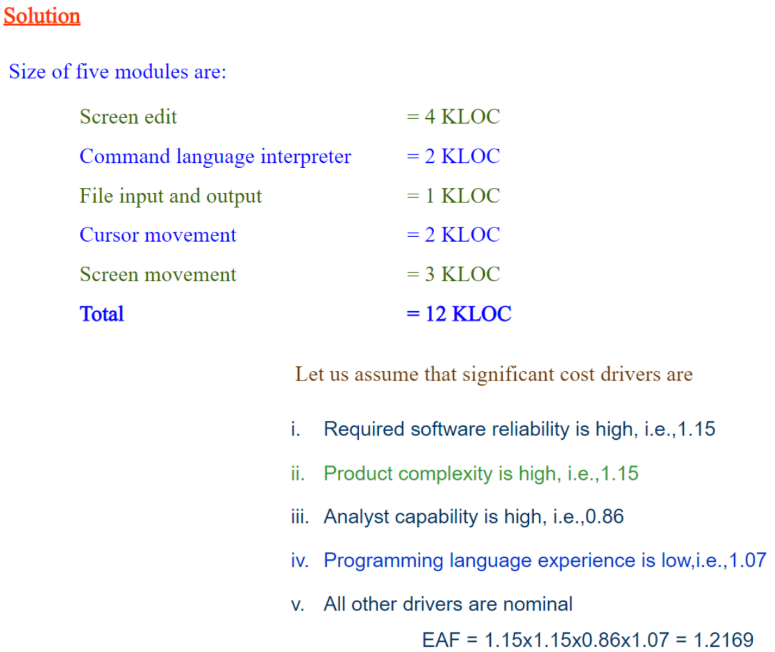 Solution
Size of five modules are:
Screen edit = 4 KLOC
Command language interpreter = 2 KLOC
File input and output = 1 KLOC
Cursor movement = 2 KLOC
Screen movement = 3 KLOC
Total = 12 KLOC
Let us assume that significant cost drivers are
i. Required software reliability is high, i.e.,1.15
ii. Product complexity is high, i.e.,1.15
iii. Analyst capability is high, i.e.,0.86
iv. Programming language experience is low,i.e.,1.07
v. All other drivers are nominal
EAF = 1.15x1.15x0.86x1.07 = 1.2169